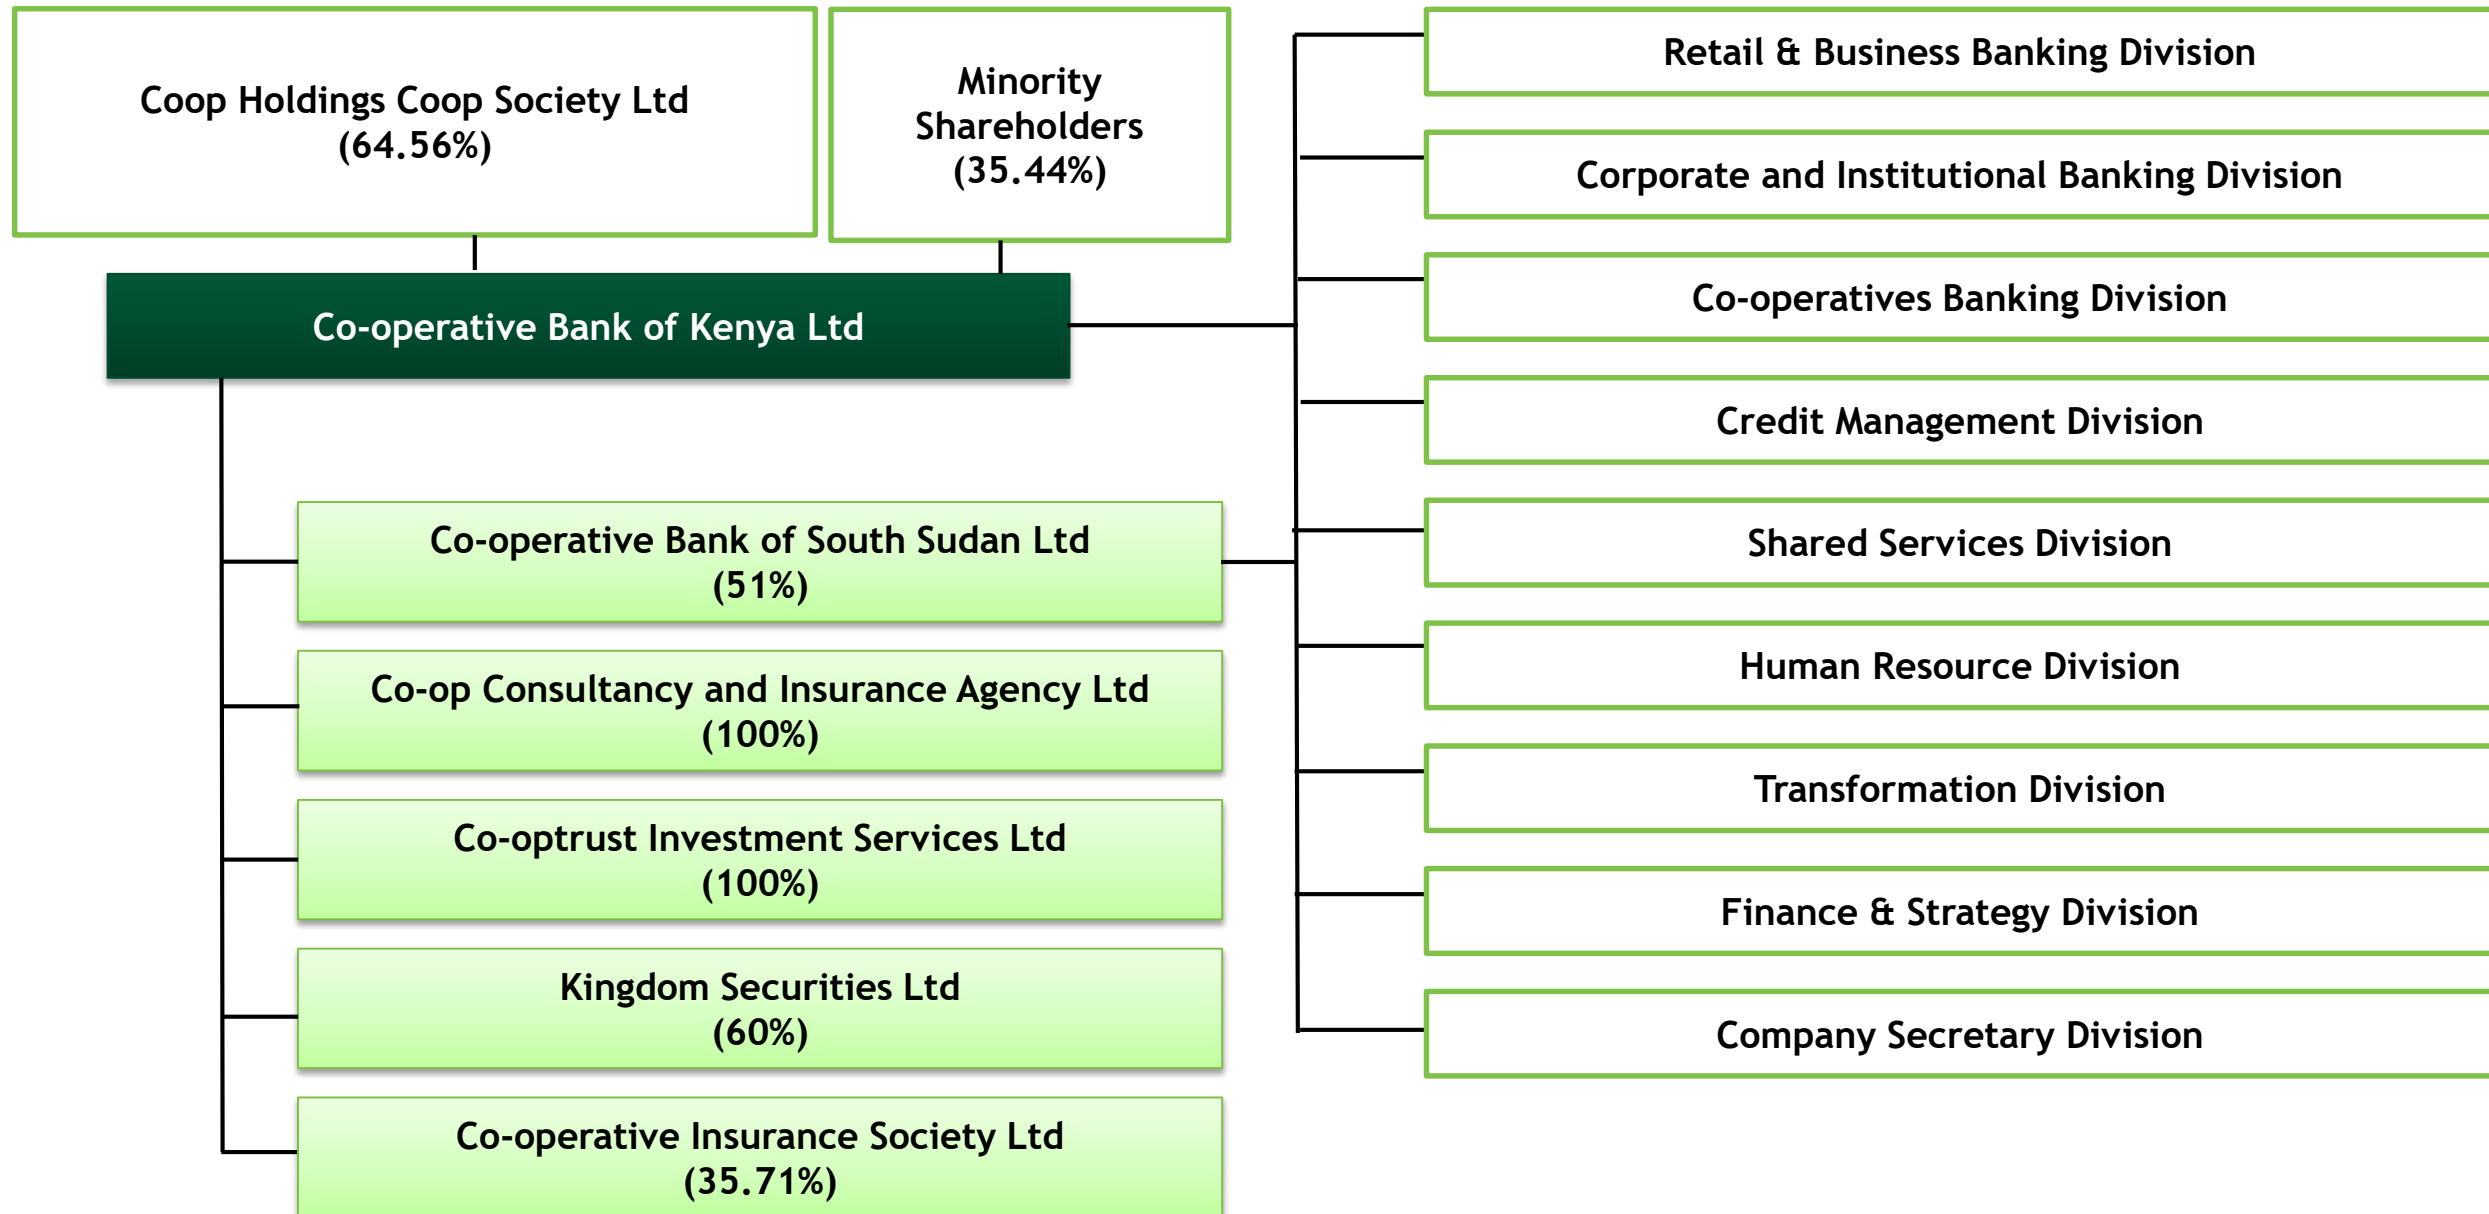 Coop Holdings Coop Society Ltd
(64.56%)
Minority
Shareholders
(35.44%)
Co-operative Bank of Kenya Ltd
Co-operative Bank of South Sudan Ltd
(51%)
Co-op Consultancy and Insurance Agency Ltd
(100%)
Co-optrust Investment Services Ltd
(100%)
Kingdom Securities Ltd
(60%)
Co-operative Insurance Society Ltd
(35.71%)
Retail & Business Banking Division
Corporate and Institutional Banking Division
Co-operatives Banking Division
Credit Management Division
Shared Services Division
Human Resource Division
Transformation Division
Finance & Strategy Division
Company Secretary Division